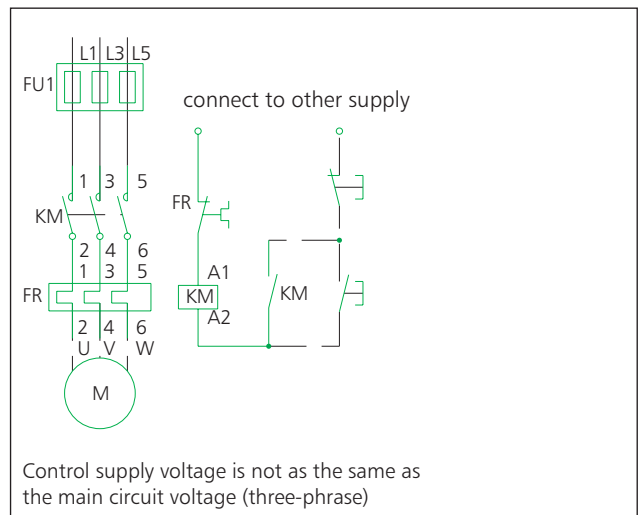 L1 L3 L5
FU1
connect to other supply
1 3 5
KM
FR
2 4 6
1 3 5
A1
FR
KM
KM
A2
2 4 6
U V W
M
Control supply voltage is not as the same as
the main circuit voltage (three-phrase)